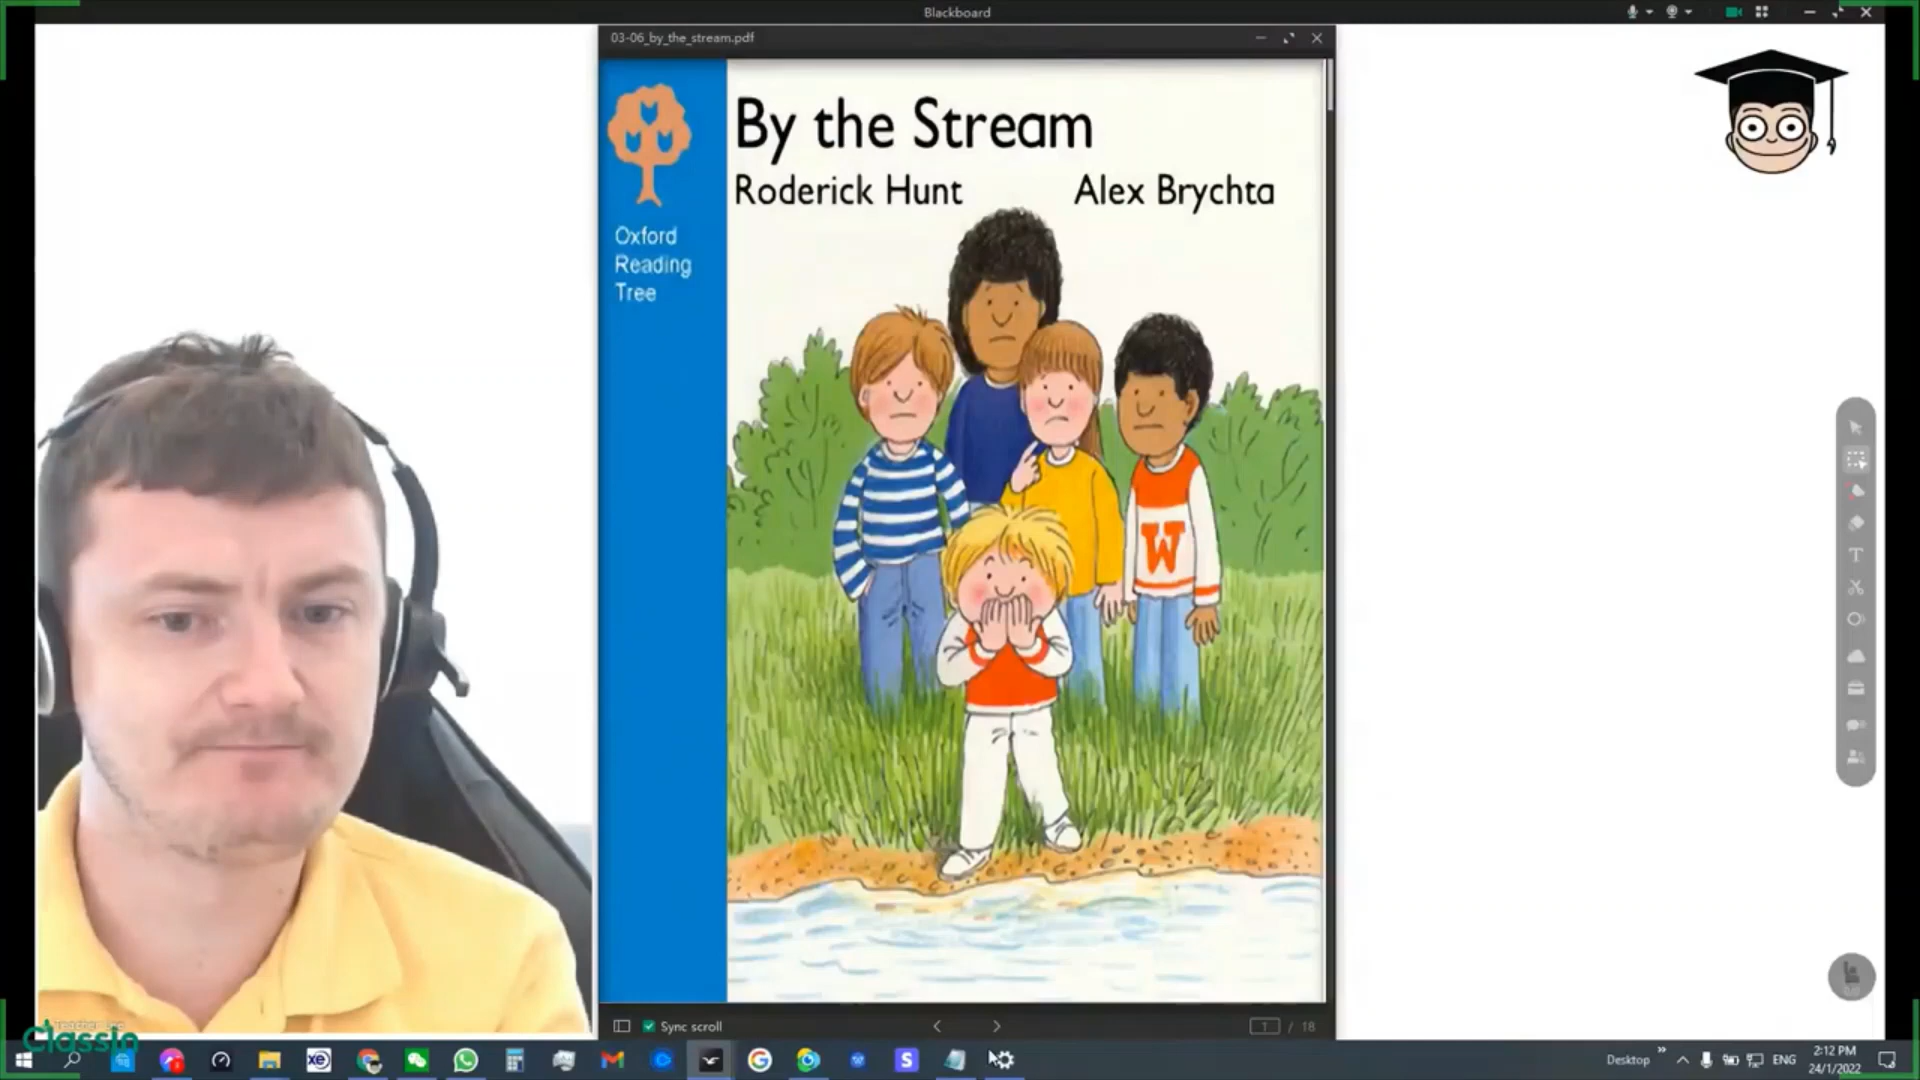 Blackboard
03-06_by_the_stream.pdf
By the Stream
Roderick Hunt
Alex Brychta
Oxford
Reading
Tree
W
T
Sync scroll
1 / 18
Classin
xe
S
Desktop
ENG
2:12 PM
24/1/2022